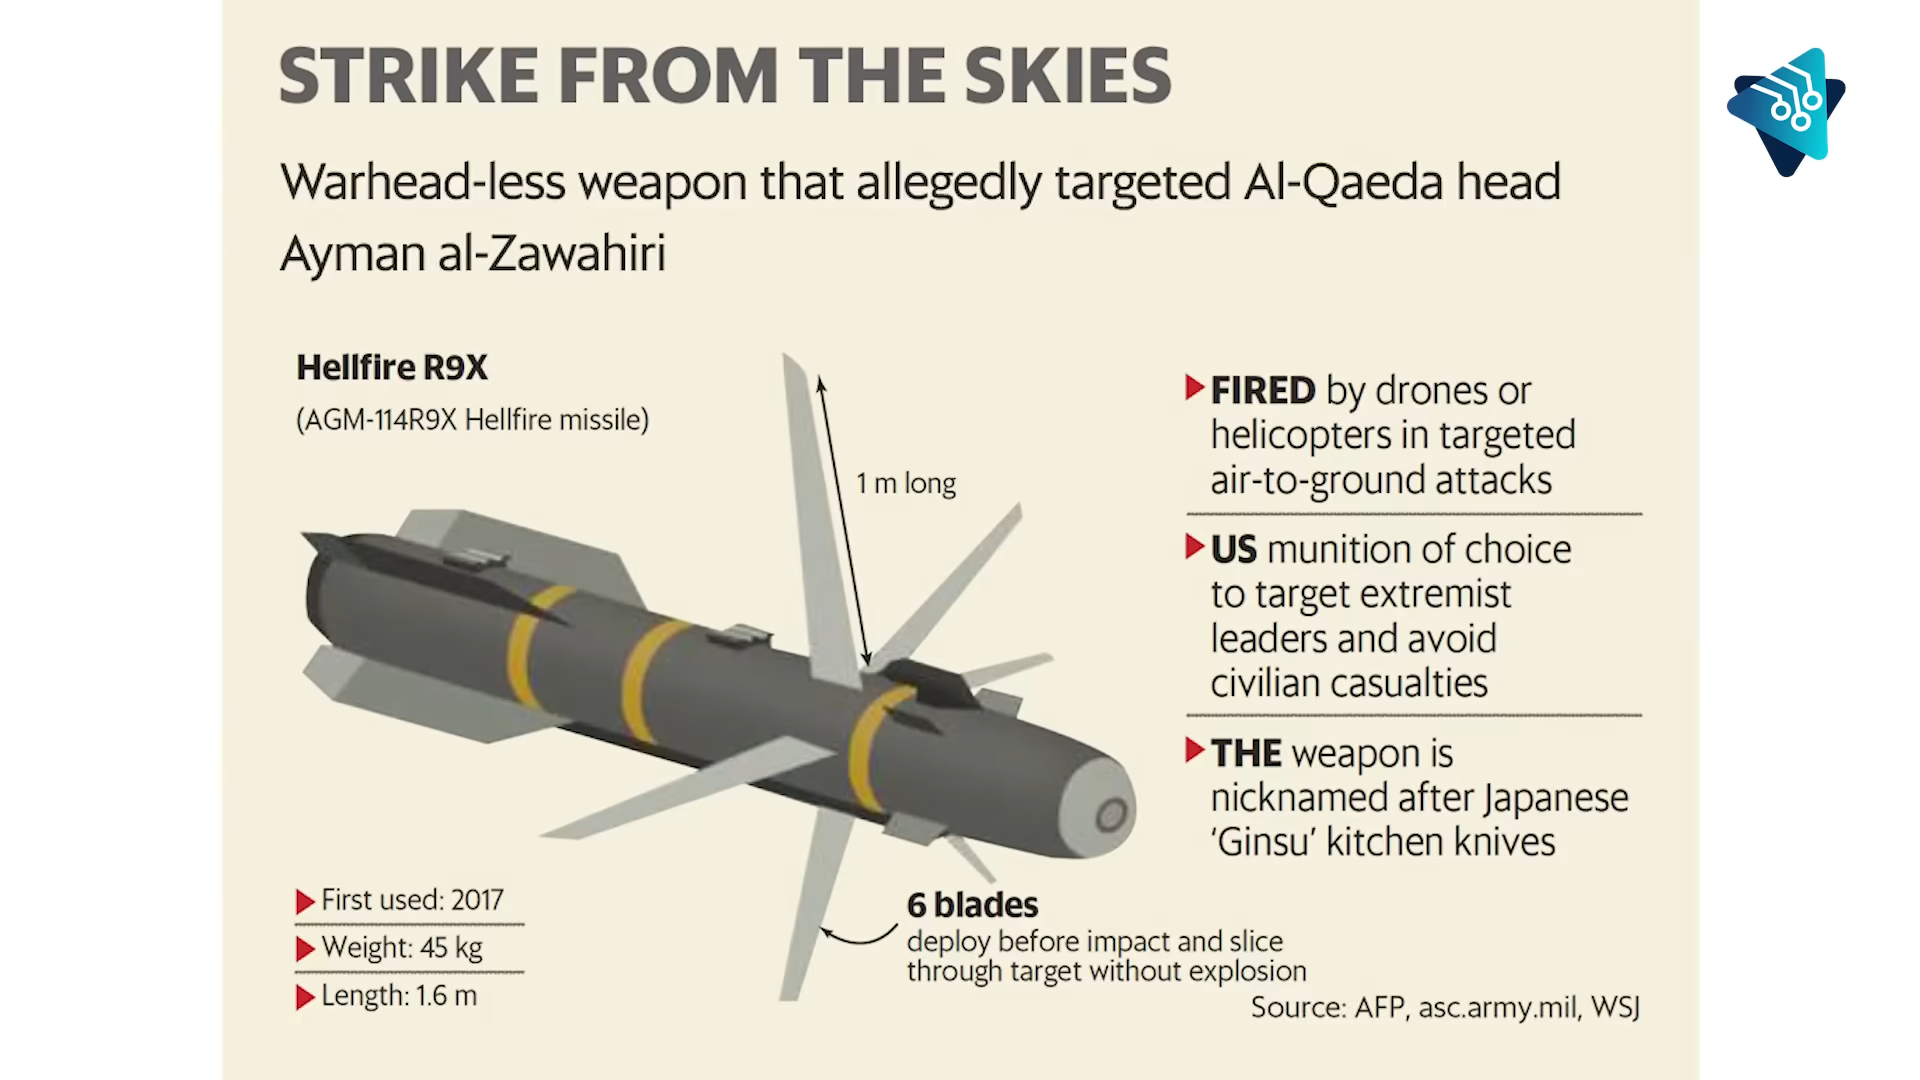 STRIKE FROM THE SKIES
Warhead-less weapon that allegedly targeted Al-Qaeda head
Ayman al-Zawahiri
Hellfire R9X
(AGM-114R9X Hellfire missile)
1 m long
▶ FIRED by drones or
helicopters in targeted
air-to-ground attacks
▶ US munition of choice
to target extremist
leaders and avoid
civilian casualties
▶ THE weapon is
nicknamed after Japanese
‘Ginsu’ kitchen knives
▶ First used: 2017
▶ Weight: 45 kg
▶ Length: 1.6 m
6 blades
deploy before impact and slice
through target without explosion
Source: AFP, asc.army.mil, WSJ